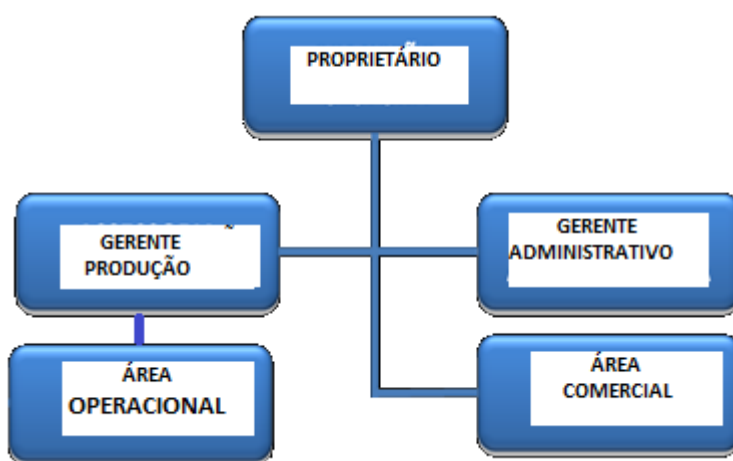 PROPRIETÁRIO
GERENTE
PRODUÇÃO
GERENTE
ADMINISTRATIVO
ÁREA
OPERACIONAL
ÁREA
COMERCIAL